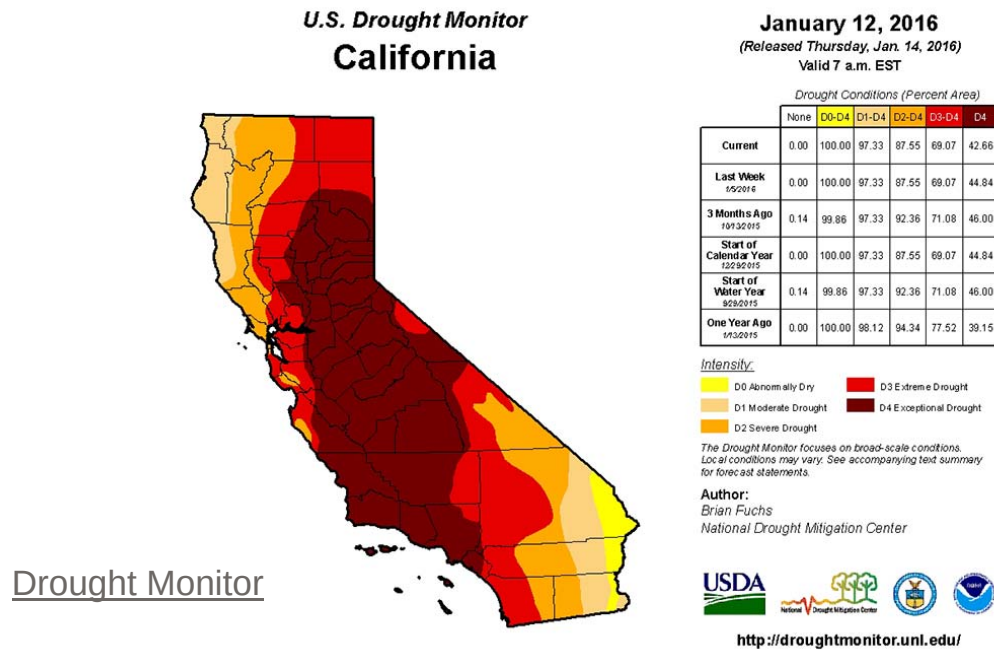 U.S. Drought Monitor
California
January 12, 2016
(Released Thursday, Jan. 14, 2016)
Valid 7 a.m. EST
Drought Conditions (Percent Area)
None D0-D4 D1-D4 D2-D4 D3-D4 D4
Current 0.00 100.00 97.33 87.55 69.07 42.66
Last Week 0.00 100.00 97.33 87.55 69.07 44.84
1/5/2016
3 Months Ago 0.14 99.86 97.33 92.36 71.08 46.00
10/13/2015
Start of
Calendar Year 0.00 100.00 97.33 87.55 69.07 44.84
12/29/2015
Start of
Water Year 0.14 99.86 97.33 92.36 71.08 46.00
9/29/2015
One Year Ago 0.00 100.00 98.12 94.34 77.52 39.15
1/13/2015
Intensity:
D0 Abnormally Dry
D1 Moderate Drought
D2 Severe Drought
D3 Extreme Drought
D4 Exceptional Drought
The Drought Monitor focuses on broad-scale conditions.
Local conditions may vary. See accompanying text summary
for forecast statements.
Author:
Brian Fuchs
National Drought Mitigation Center
Drought Monitor
USDA
National Drought Mitigation Center
http://droughtmonitor.unl.edu/